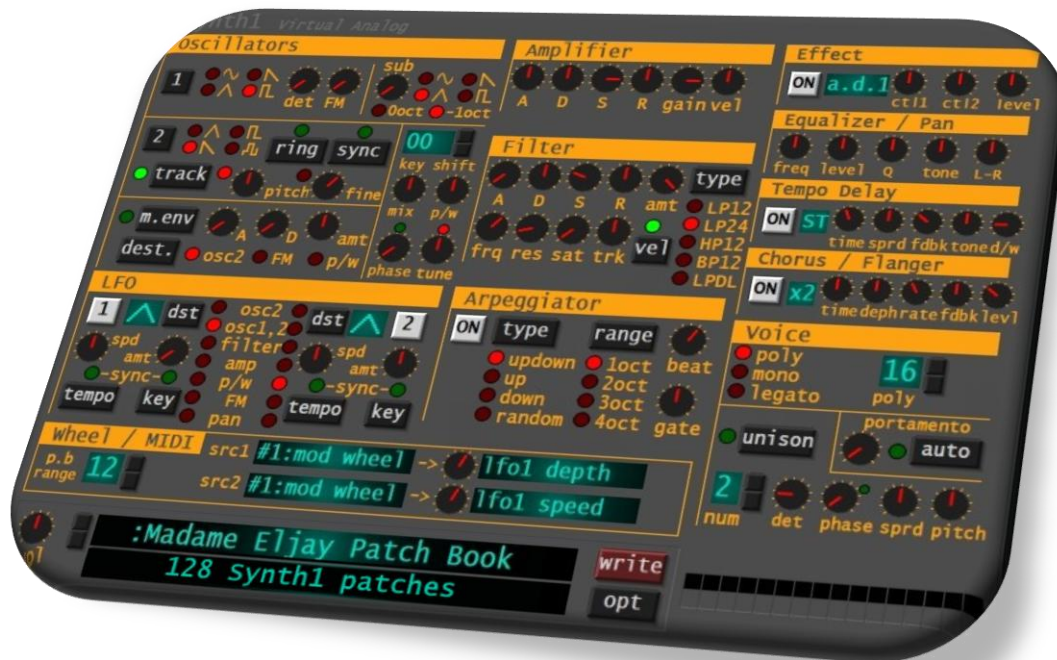 Virtual Analog
Oscillators
1
det FM
sub
0oct -1oct
2
ring sync
track
pitch fine
00
key shift
mix p/w
phase tune
m.env
A D amt
dest.
osc2 FM p/w
Amplifier
A D S R gain vel
Filter
A D S R amt
type
frq res sat trk
vel
LP12
LP24
HP12
BP12
LPDL
Effect
ON a.d.1
ctl1 ctl2 level
Equalizer / Pan
freq level Q tone L-R
Tempo Delay
ON ST
time sprd fdbk tone d/w
Chorus / Flanger
ON x2
time deph rate fdbk levl
LFO
1 dst
osc2
osc1,2
filter
amp
p/w
FM
pan
dst 2
spd
amt
-sync-
tempo key
spd
amt
-sync-
tempo key
Arpeggiator
ON type range
updown
up
down
random
1oct
2oct
3oct
4oct
beat
gate
Voice
poly
mono
legato
16
poly
portamento
unison
auto
2
num det phase sprd pitch
Wheel / MIDI
p.b
range
12
src1 #1:mod wheel -> lfo1 depth
src2 #1:mod wheel -> lfo1 speed
:Madame Eljay Patch Book
128 Synth1 patches
write
opt